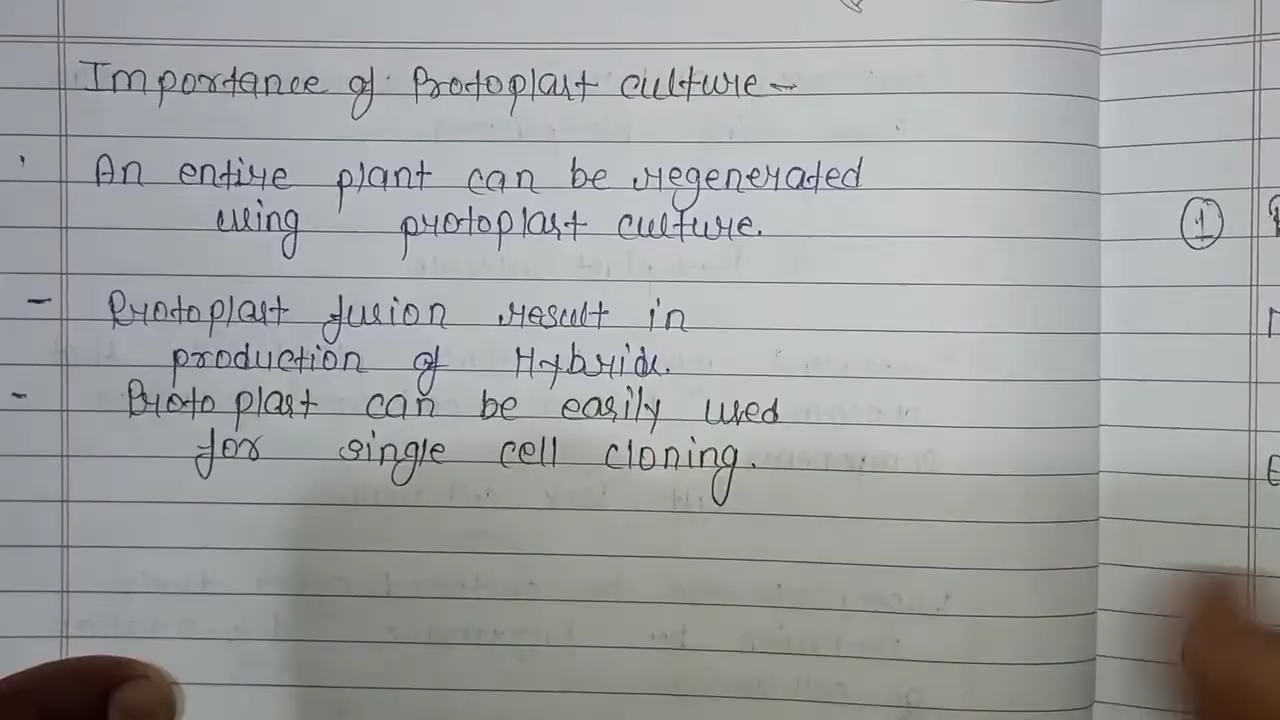 Importance of Protoplast culture -
An entire plant can be regenerated
using protoplast culture.
- Protoplast fusion result in
production of Hybrids.
- Protoplast can be easily used
for single cell cloning.
1